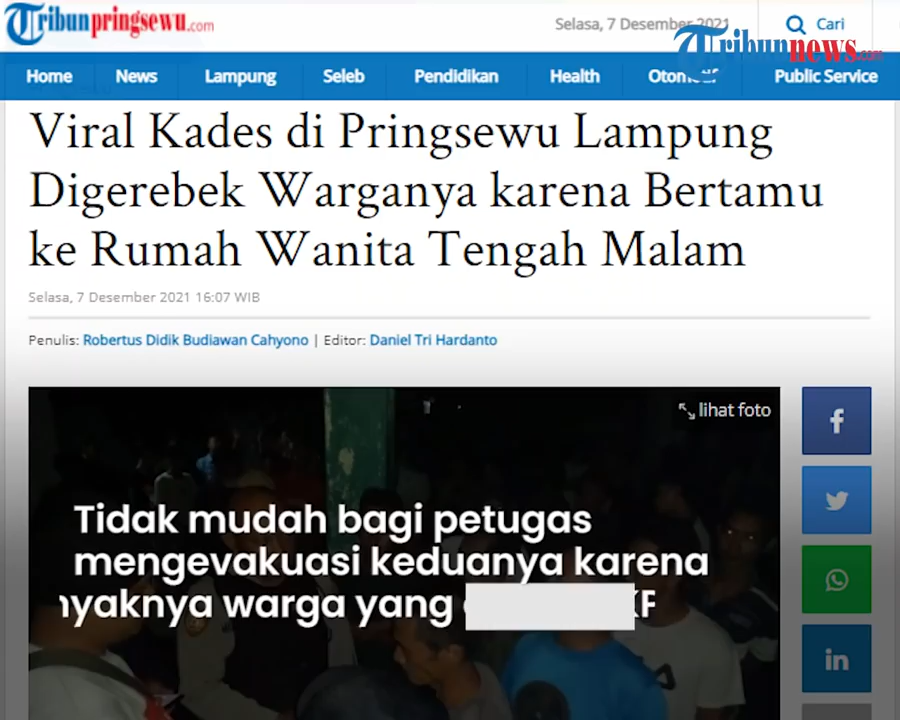 Tribunpringsewu.com
Selasa, 7 Desember 2021
Cari
Tribunnews.com
Home News Lampung Seleb Pendidikan Health Otomotif Public Service
Viral Kades di Pringsewu Lampung
Digerebek Warganya karena Bertamu
ke Rumah Wanita Tengah Malam
Selasa, 7 Desember 2021 16:07 WIB
Penulis: Robertus Didik Budiawan Cahyono | Editor: Daniel Tri Hardanto
lihat foto
Tidak mudah bagi petugas
mengevakuasi keduanya karena
warga yang